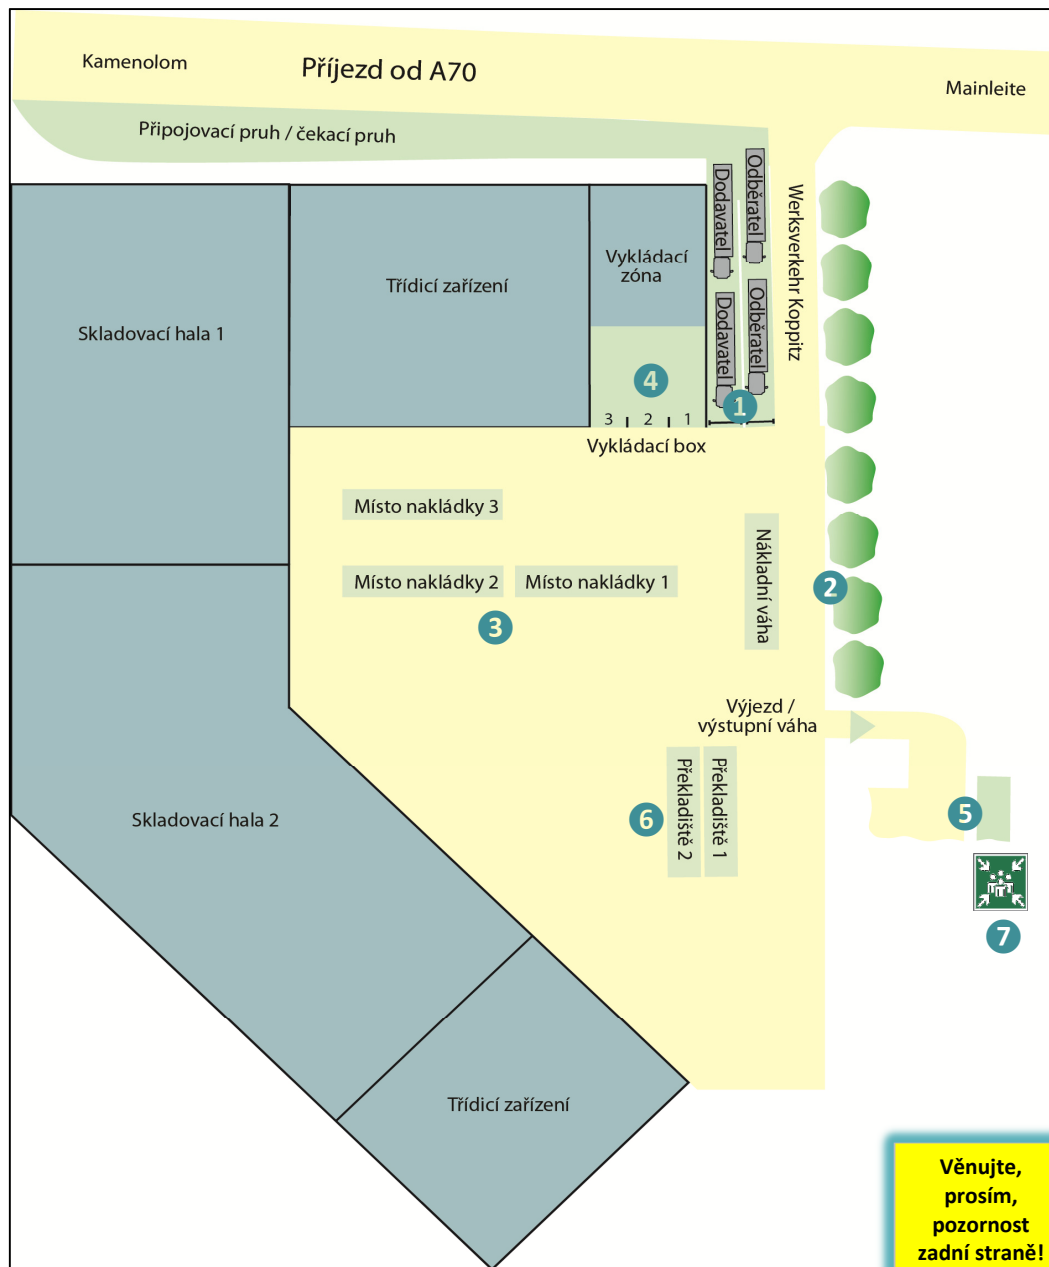 Kamenolom
Příjezd od A70
Mainleite
Připojovací pruh / čekací pruh
Dodavatel
Odběratel
Dodavatel
Odběratel
Werksverkehr Koppitz
Skladovací hala 1
Třídicí zařízení
Vykládací
zóna
4
1
3 2 1
Vykládací box
Místo nakládky 3
Místo nakládky 2
Místo nakládky 1
3
Nákladní váha
2
Výjezd /
výstupní váha
Skladovací hala 2
6
Překladiště 2
Překladiště 1
5
7
Třídicí zařízení
Věnujte,
prosím,
pozornost
zadní straně!